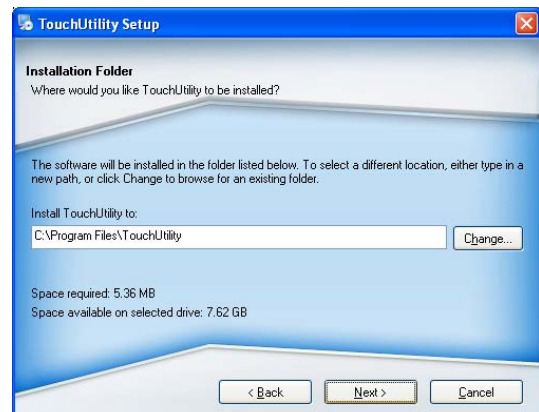 TouchUtility Setup
Installation Folder
Where would you like TouchUtility to be installed?
The software will be installed in the folder listed below. To select a different location, either type in a
new path, or click Change to browse for an existing folder.
Install TouchUtility to:
C:\Program Files\TouchUtility
Change...
Space required: 5.36 MB
Space available on selected drive: 7.62 GB
< Back
Next >
Cancel